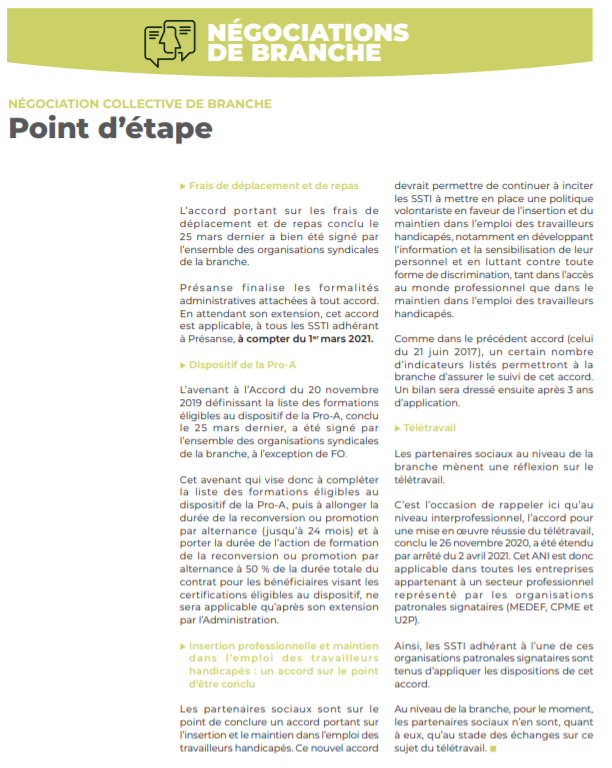 NÉGOCIATIONS
DE BRANCHE
NÉGOCIATION COLLECTIVE DE BRANCHE
Point d'étape
▶ Frais de déplacement et de repas
L'accord portant sur les frais de
déplacement et de repas conclu le
25 mars dernier a bien été signé par
l'ensemble des organisations syndicales
de la branche.
Présanse finalise les formalités
administratives attachées à tout accord.
En attendant son extension, cet accord
est applicable, à tous les SSTI adhérant
à Présanse, à compter du 1er mars 2021.
▶ Dispositif de la Pro-A
L'avenant à l'Accord du 20 novembre
2019 définissant la liste des formations
éligibles au dispositif de la Pro-A, conclu
le 25 mars dernier, a été signé par
l'ensemble des organisations syndicales
de la branche, à l'exception de FO.
Cet avenant qui vise donc à compléter
la liste des formations éligibles au
dispositif de la Pro-A, puis à allonger la
durée de la reconversion ou promotion
par alternance (jusqu'à 24 mois) et à
porter la durée de l'action de formation
de la reconversion ou promotion par
alternance à 50 % de la durée totale du
contrat pour les bénéficiaires visant les
certifications éligibles au dispositif, ne
sera applicable qu'après son extension
par l'Administration.
▶ Insertion professionnelle et maintien
dans l'emploi des travailleurs
handicapés : un accord sur le point
d'être conclu
Les partenaires sociaux sont sur le
point de conclure un accord portant sur
l'insertion et le maintien dans l'emploi des
travailleurs handicapés. Ce nouvel accord
devrait permettre de continuer à inciter
les SSTI à mettre en place une politique
volontariste en faveur de l'insertion et du
maintien dans l'emploi des travailleurs
handicapés, notamment en développant
l'information et la sensibilisation de leur
personnel et en luttant contre toute
forme de discrimination, tant dans l'accès
au monde professionnel que dans le
maintien dans l'emploi des travailleurs
handicapés.
Comme dans le précédent accord (celui
du 21 juin 2017), un certain nombre
d'indicateurs listés permettront à la
branche d'assurer le suivi de cet accord.
Un bilan sera dressé ensuite après 3 ans
d'application.
▶ Télétravail
Les partenaires sociaux au niveau de la
branche mènent une réflexion sur le
télétravail.
C'est l'occasion de rappeler ici qu'au
niveau interprofessionnel, l'accord pour
une mise en œuvre réussie du télétravail,
conclu le 26 novembre 2020, a été étendu
par arrêté du 2 avril 2021. Cet ANI est donc
applicable dans toutes les entreprises
appartenant à un secteur professionnel
représenté par les organisations
patronales signataires (MEDEF, CPME et
U2P).
Ainsi, les SSTI adhérant à l'une de ces
organisations patronales signataires sont
tenus d'appliquer les dispositions de cet
accord.
Au niveau de la branche, pour le moment,
les partenaires sociaux n'en sont, quant
à eux, qu'au stade des échanges sur ce
sujet du télétravail. ■